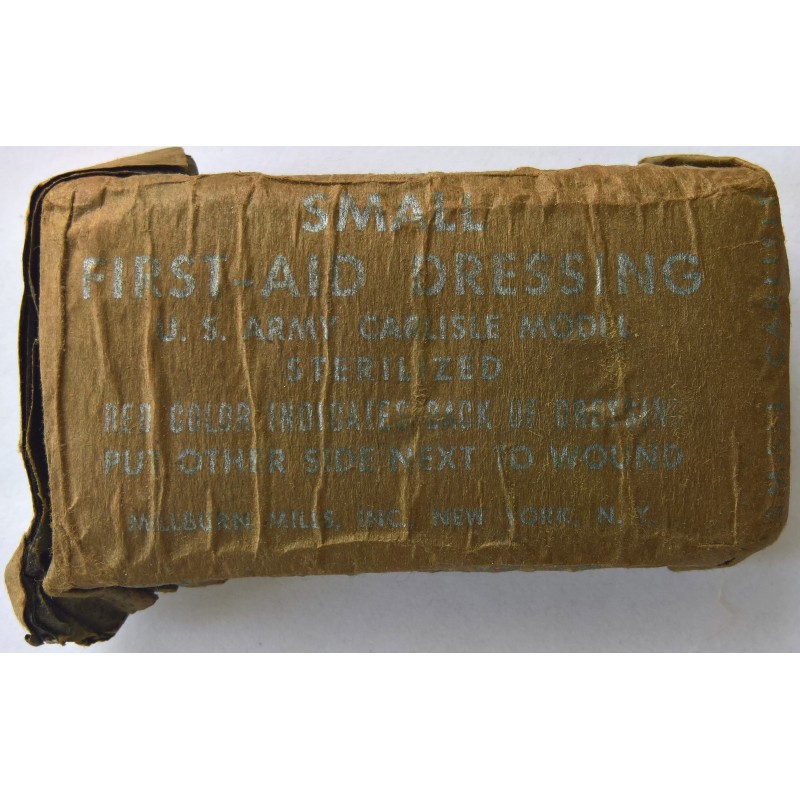 SMALL
FIRST-AID DRESSING
U. S. ARMY CARLISLE MODEL
STERILIZED
RED COLOR INDICATES BACK OF DRESSING
PUT OTHER SIDE NEXT TO WOUND
MILLBURN MILLS, INC., NEW YORK, N. Y.